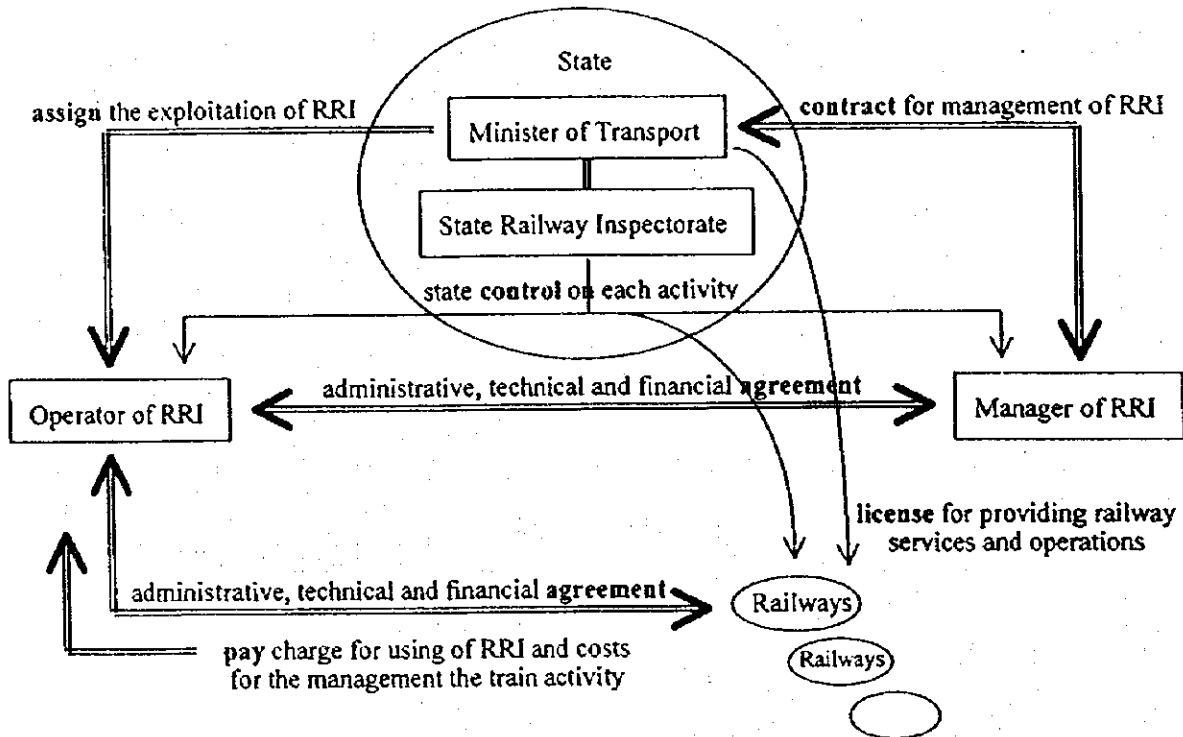 State
assign the exploitation of RRI
contract for management of RRI
Minister of Transport
State Railway Inspectorate
state control on each activity
administrative, technical and financial agreement
Operator of RRI
Manager of RRI
license for providing railway
services and operations
administrative, technical and financial agreement
Railways
pay charge for using of RRI and costs
for the management the train activity
Railways